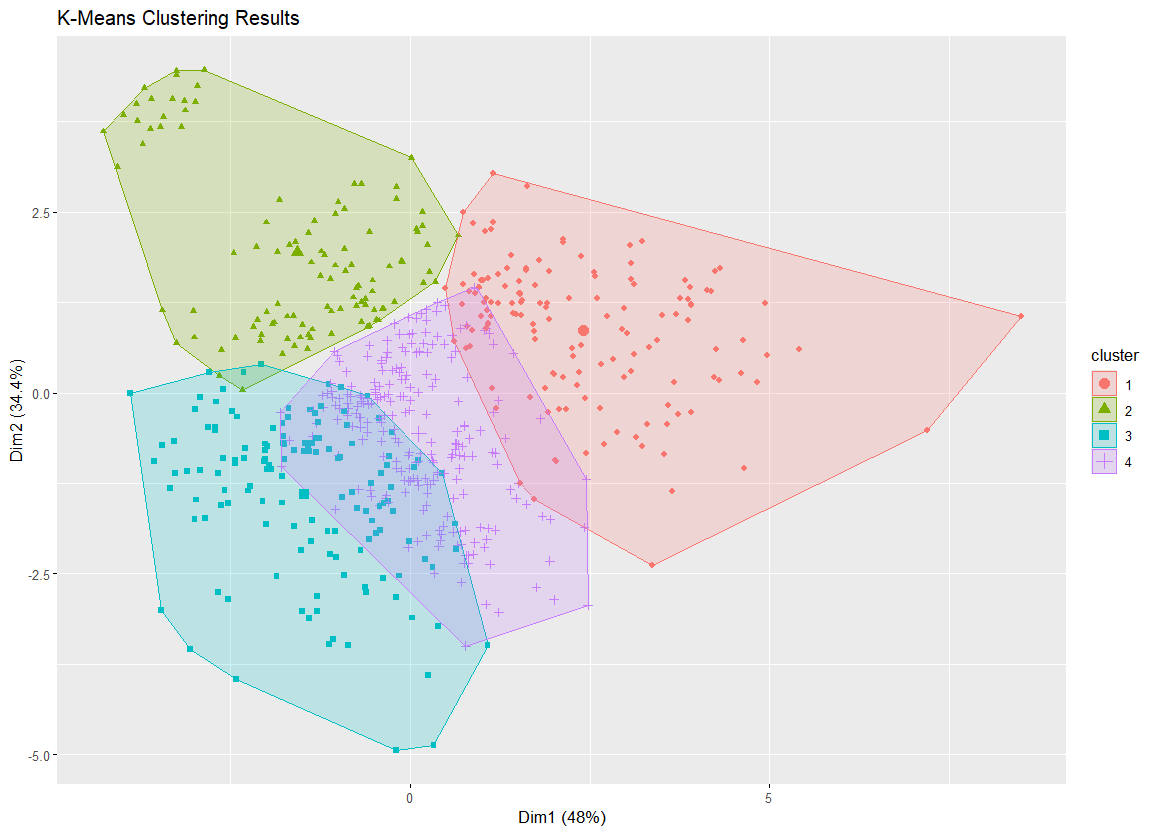 K-Means Clustering Results
2.5
0.0
-2.5
-5.0
Dim2 (34.4%)
0
5
Dim1 (48%)
cluster
1
2
3
4